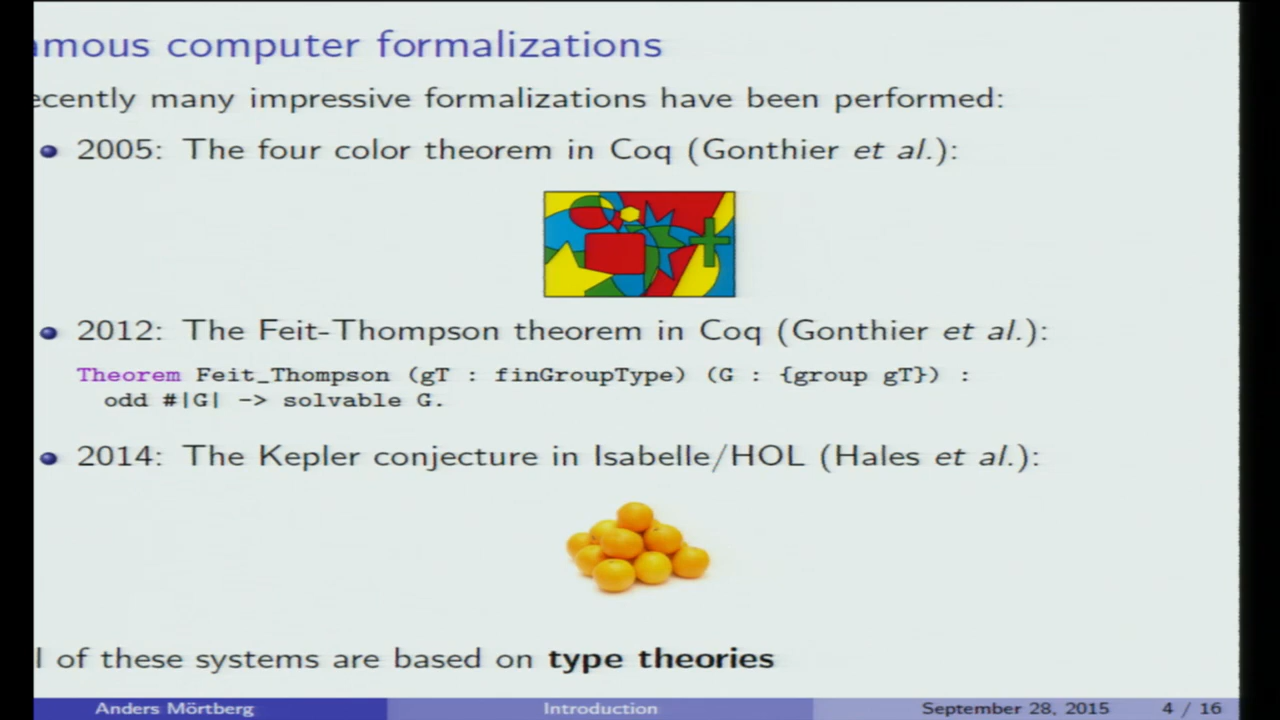 amous computer formalizations
ecently many impressive formalizations have been performed:
2005: The four color theorem in Coq (Gonthier et al.):
2012: The Feit-Thompson theorem in Coq (Gonthier et al.):
Theorem Feit_Thompson (gT : finGroupType) (G : {group gT}) :
odd #|G| -> solvable G.
2014: The Kepler conjecture in Isabelle/HOL (Hales et al.):
l of these systems are based on type theories
Anders Mörtberg Introduction September 28, 2015 4 / 16